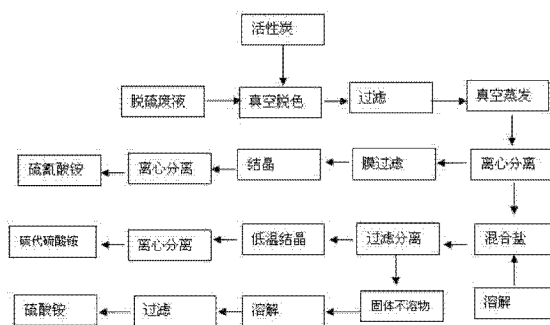 活性炭
脱硫废液
真空脱色
过滤
真空蒸发
硫氰酸铵
离心分离
结晶
膜过滤
离心分离
硫代硫酸铵
离心分离
低温结晶
过滤分离
混合盐
硫酸铵
过滤
溶解
固体不溶物
溶解